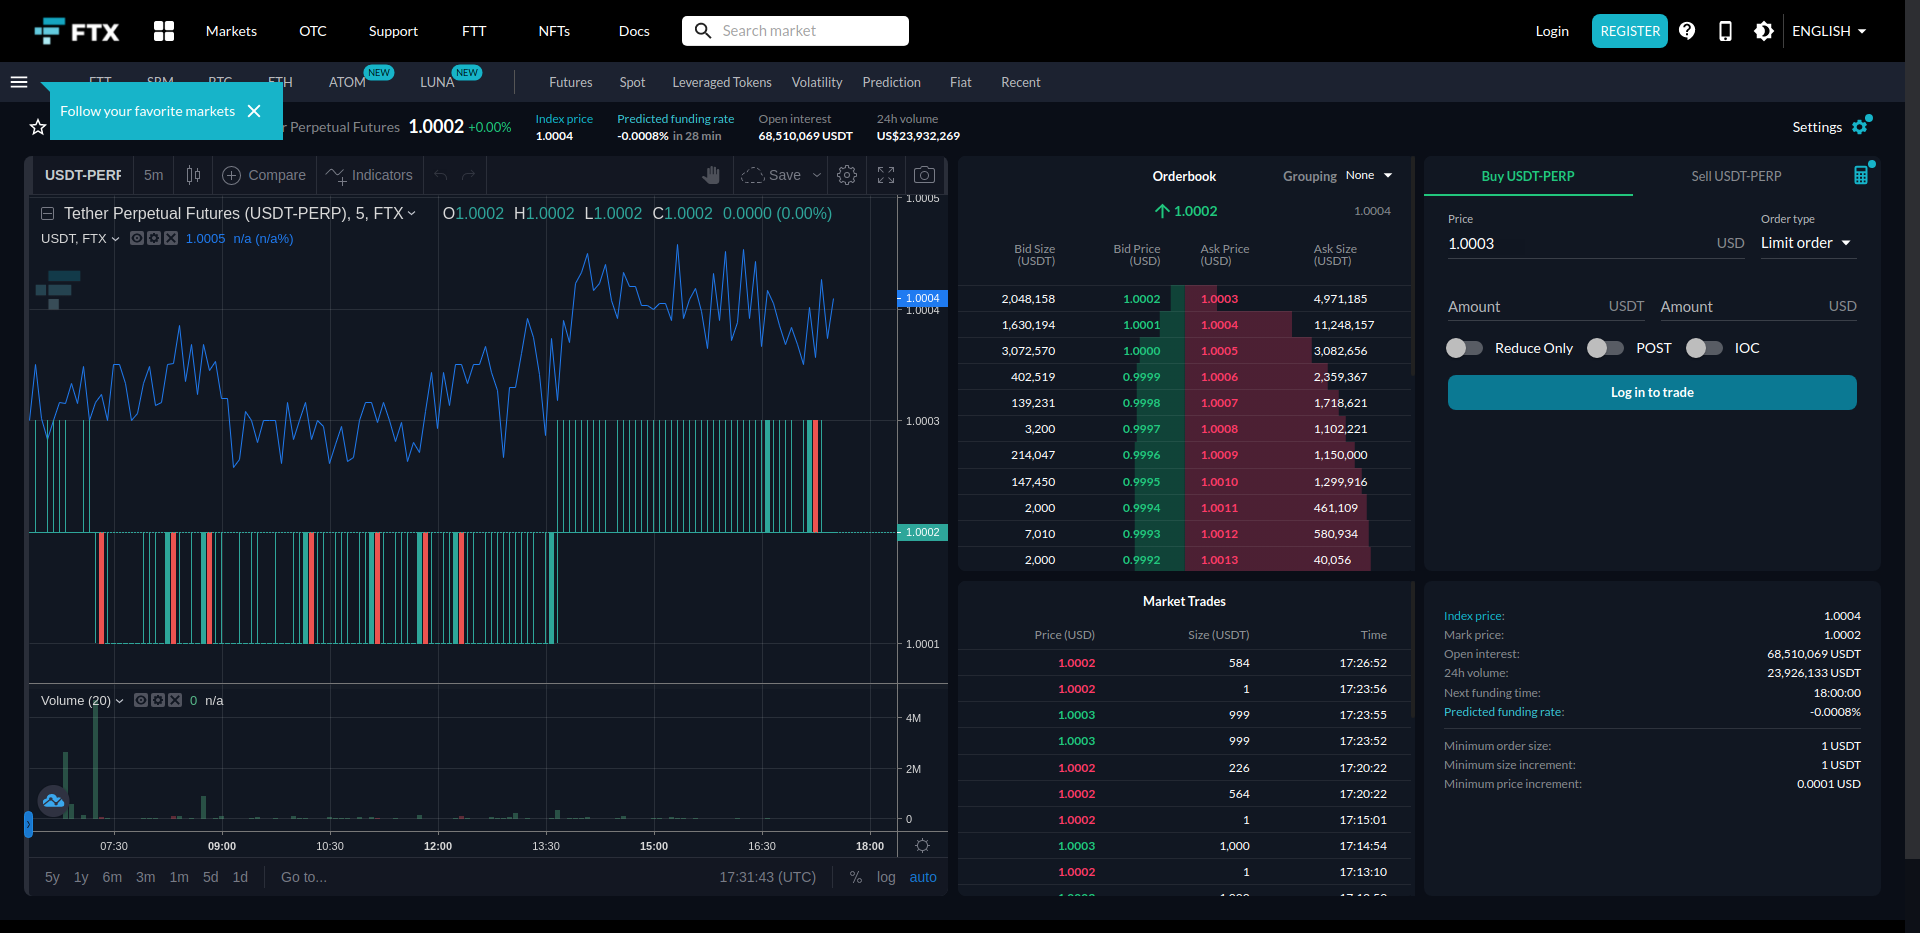 FTX
Markets OTC Support FTT NFTs Docs Search market Login REGISTER ENGLISH
FTT SRM BTC ETH ATOM NEW LUNA NEW Futures Spot Leveraged Tokens Volatility Prediction Fiat Recent
Follow your favorite markets
Perpetual Futures 1.0002 +0.00%
Index price Predicted funding rate Open interest 24h volume
1.0004 -0.0008% in 28 min 68,510,069 USDT US$23,932,269
Settings
USDT-PERP 5m Compare Indicators Save
Tether Perpetual Futures (USDT-PERP), 5, FTX O1.0002 H1.0002 L1.0002 C1.0002 0.0000 (0.00%)
USDT, FTX 1.0005 n/a (n/a%)
1.0005
1.0004
1.0004
1.0003
1.0002
1.0001
Volume (20) 0 n/a
4M
2M
0
07:30 09:00 10:30 12:00 13:30 15:00 16:30 18:00
5y 1y 6m 3m 1m 5d 1d Go to... 17:31:43 (UTC) % log auto
Orderbook Grouping None
1.0002 1.0004
Bid Size Bid Price Ask Price Ask Size
(USDT) (USD) (USD) (USDT)
2,048,158 1.0002 1.0003 4,971,185
1,630,194 1.0001 1.0004 11,248,157
3,072,570 1.0000 1.0005 3,082,656
402,519 0.9999 1.0006 2,359,367
139,231 0.9998 1.0007 1,718,621
3,200 0.9997 1.0008 1,102,221
214,047 0.9996 1.0009 1,150,000
147,450 0.9995 1.0010 1,299,916
2,000 0.9994 1.0011 461,109
7,010 0.9993 1.0012 580,934
2,000 0.9992 1.0013 40,056
Market Trades
Price (USD) Size (USDT) Time
1.0002 584 17:26:52
1.0002 1 17:23:56
1.0003 999 17:23:55
1.0003 999 17:23:52
1.0002 226 17:20:22
1.0002 564 17:20:22
1.0002 1 17:15:01
1.0003 1,000 17:14:54
1.0002 1 17:13:10
Buy USDT-PERP Sell USDT-PERP
Price Order type
1.0003 USD Limit order
Amount USDT Amount USD
Reduce Only POST IOC
Log in to trade
Index price: 1.0004
Mark price: 1.0002
Open interest: 68,510,069 USDT
24h volume: 23,926,133 USDT
Next funding time: 18:00:00
Predicted funding rate: -0.0008%
Minimum order size: 1 USDT
Minimum size increment: 1 USDT
Minimum price increment: 0.0001 USD